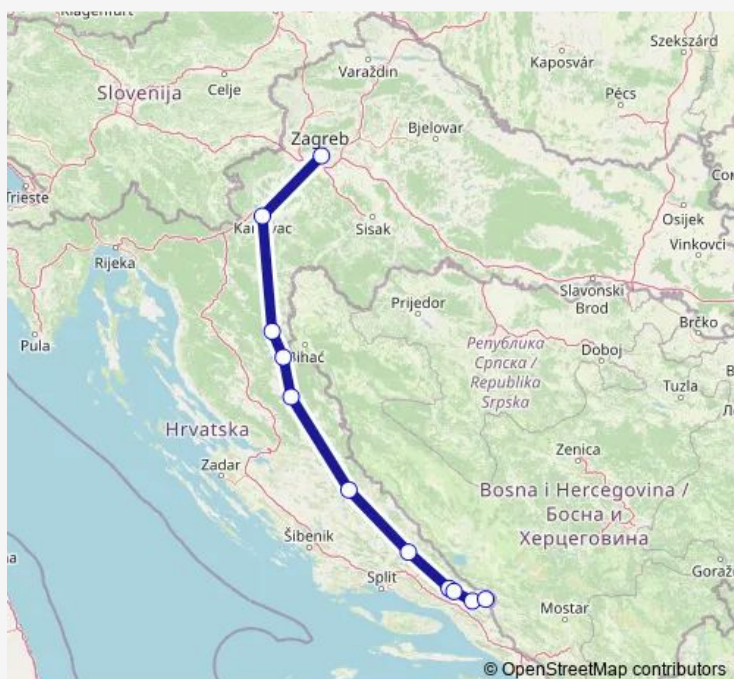 Klagenfurt
Szekszárd
Kaposvár
Varaždin
Celje
Slovenija
Pécs
Bjelovar
Zagreb
Trieste
Karlovac
Sisak
Osijek
Vinkovci
Rijeka
Slavonski
Brod
Prijedor
Pula
Brčko
Bihać
Република
Српска /
Republika
Srpska
Doboj
Tuzla
Hrvatska
Zenica
Zadar
Bosna i Hercegovina /
Босна и
Херцеговина
Šibenik
Split
Goražd
Mostar
© OpenStreetMap contributors